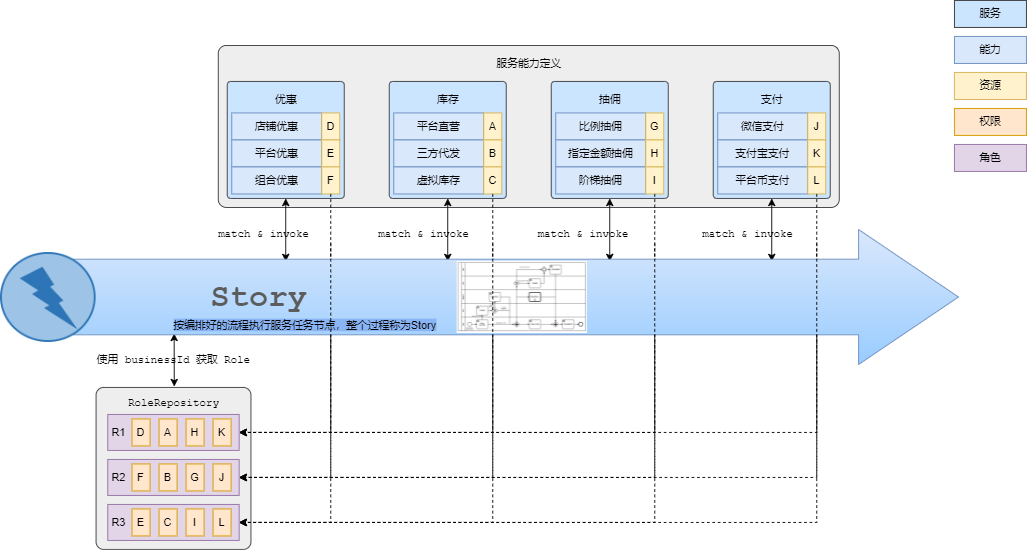 服务
能力
资源
权限
角色
服务能力定义
优惠
店铺优惠 D
平台优惠 E
组合优惠 F
库存
平台直营 A
三方代发 B
虚拟库存 C
抽佣
比例抽佣 G
指定金额抽佣 H
阶梯抽佣 I
支付
微信支付 J
支付宝支付 K
平台币支付 L
match & invoke
match & invoke
match & invoke
match & invoke
Story
按编排好的流程执行服务任务节点，整个过程称为Story
使用 businessId 获取 Role
RoleRepository
R1 D A H K
R2 F B G J
R3 E C I L